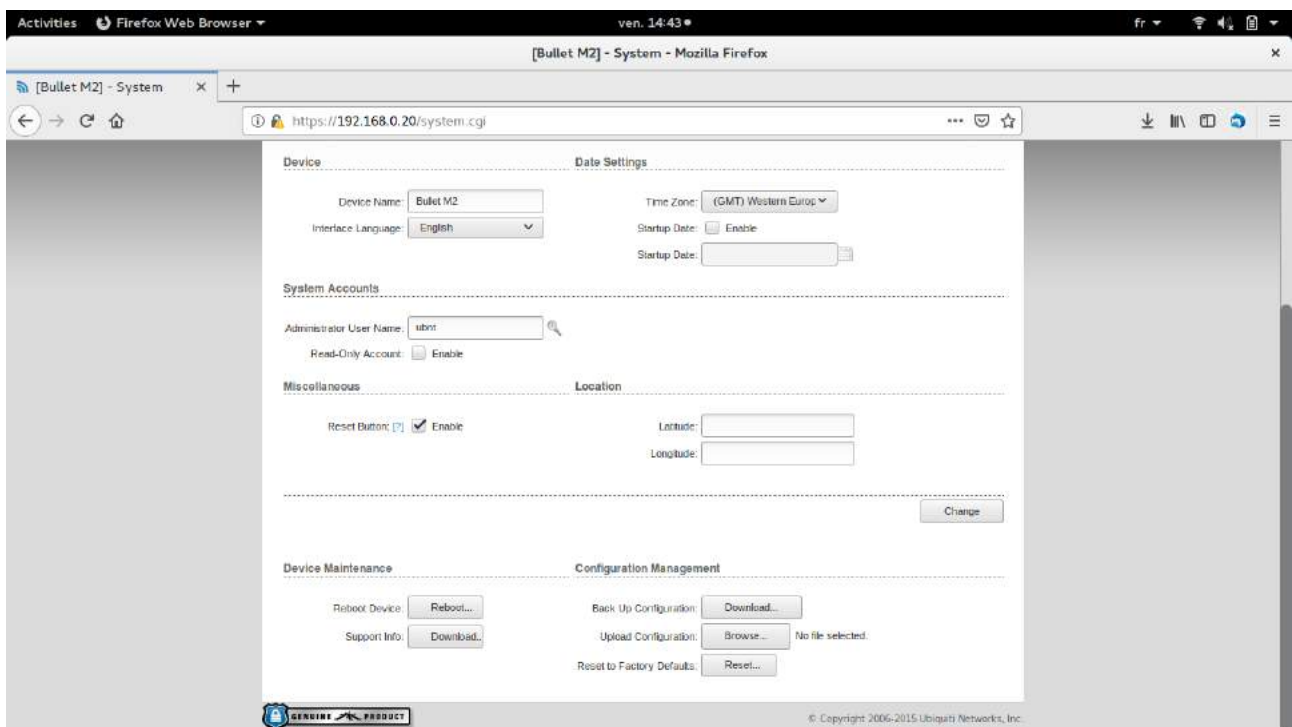 Activities Firefox Web Browser ven. 14:43 fr
[Bullet M2] - System - Mozilla Firefox
[Bullet M2] - System
https://192.168.0.20/system.cgi
Device Date Settings
Device Name: Bullet M2 Time Zone: (GMT) Western Europ
Interface Language: English Startup Date: Enable
Startup Date:
System Accounts
Administrator User Name: ubnt
Read-Only Account: Enable
Miscellaneous Location
Reset Button: [?] Enable Latitude:
Longitude:
Change
Device Maintenance Configuration Management
Reboot Device: Reboot... Back Up Configuration: Download...
Support Info: Download.. Upload Configuration: Browse... No file selected.
Reset to Factory Defaults: Reset...
GENUINE PRODUCT © Copyright 2006-2015 Ubiquiti Networks, Inc.